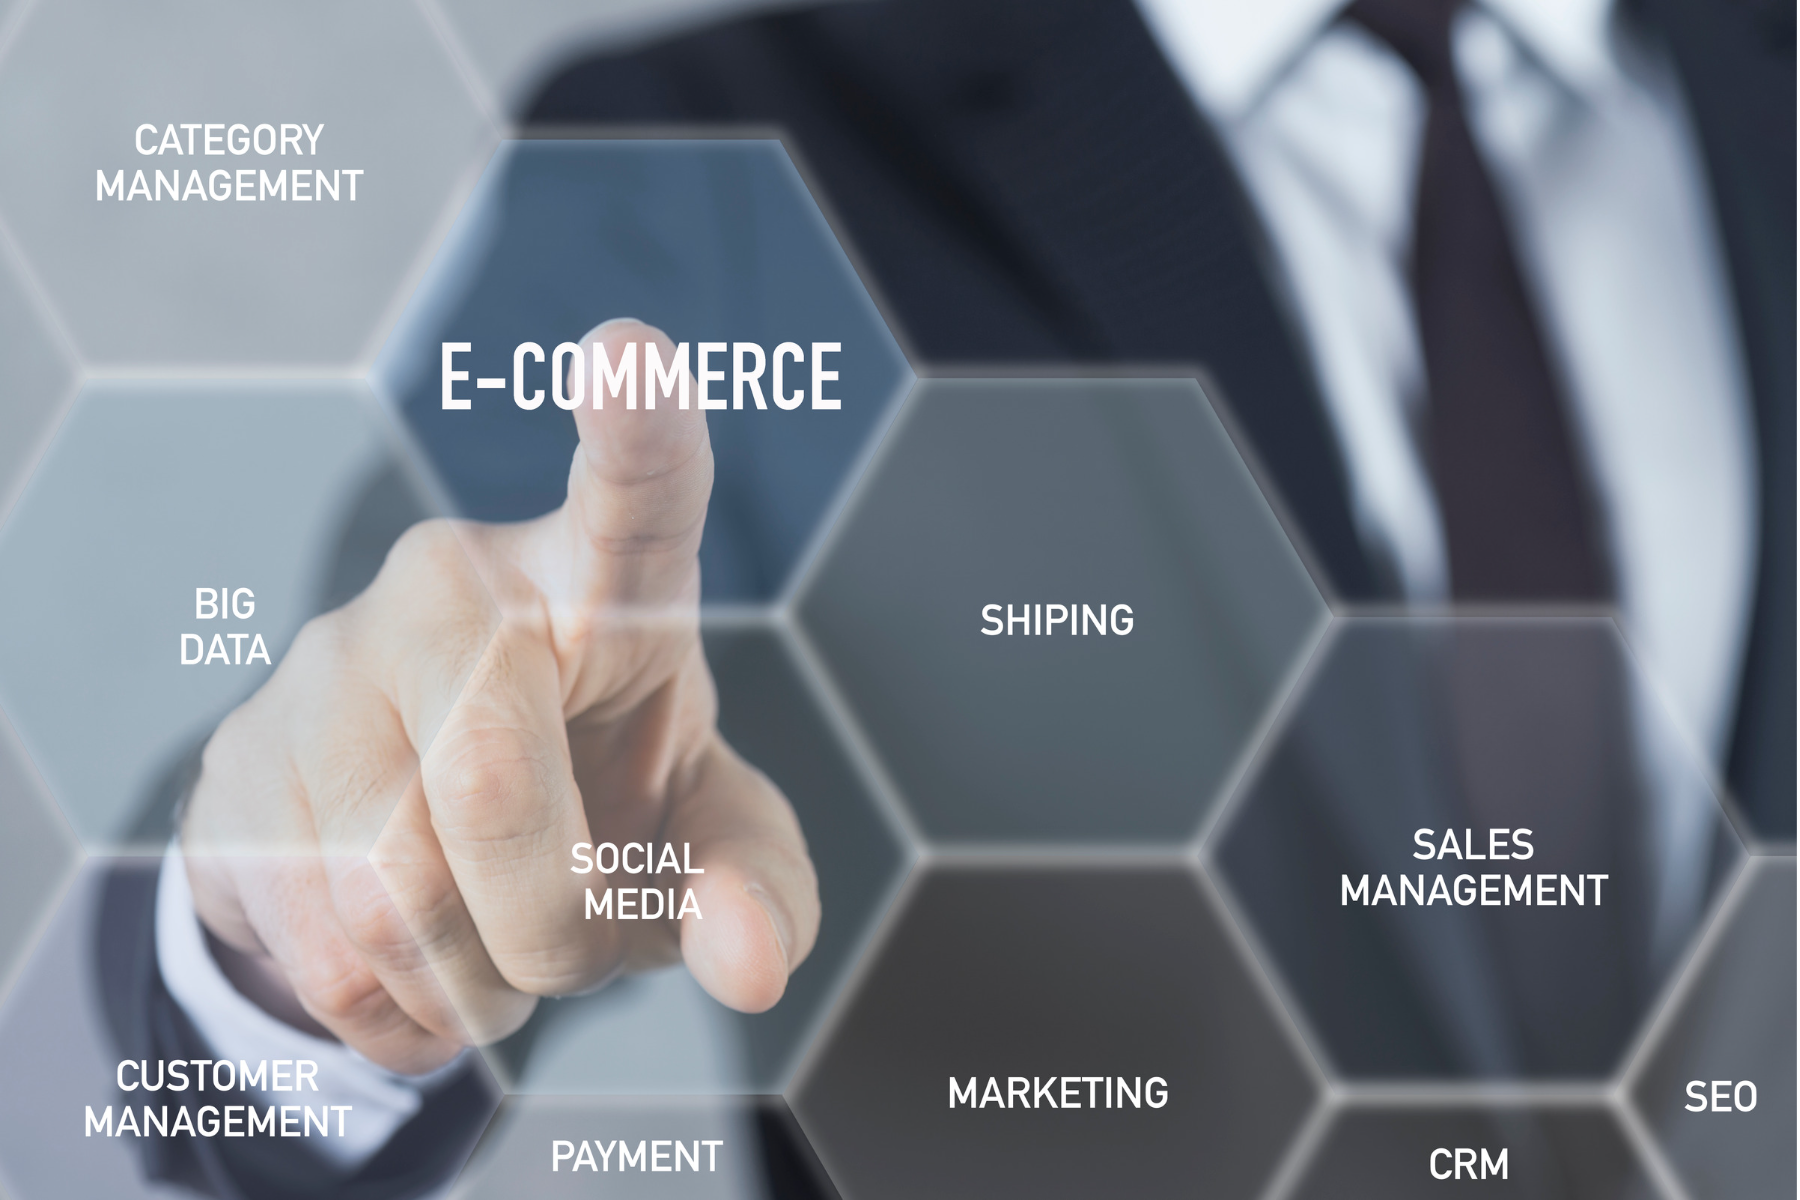 CATEGORY
MANAGEMENT
E-COMMERCE
BIG
DATA
SHIPING
SOCIAL
MEDIA
SALES
MANAGEMENT
CUSTOMER
MANAGEMENT
MARKETING
SEO
PAYMENT
CRM